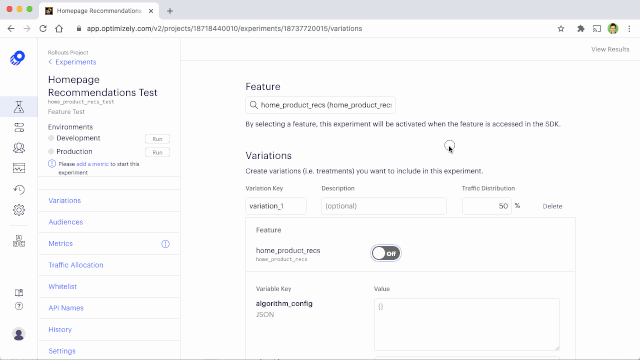 Homepage Recommendations
app.optimizely.com/v2/projects/18718440010/experiments/18737720015/variations
View Results
Rollouts Project
Experiments
Homepage
Recommendations Test
home_product_recs_test
Feature Test
Environments
Development
Run
Production
Run
Please add a metric to start this
experiment
Variations
Audiences
Metrics
Traffic Allocation
Whitelist
API Names
History
Settings
Feature
home_product_recs (home_product_rec
By selecting a feature, this experiment will be activated when the feature is accessed in the SDK.
Variations
Create variations (i.e. treatments) you want to include in this experiment.
Variation Key
Description
Traffic Distribution
variation_1
(optional)
50
%
Delete
Feature
home_product_recs
home_product_recs
Off
Variable Key
Value
algorithm_config
JSON
{}